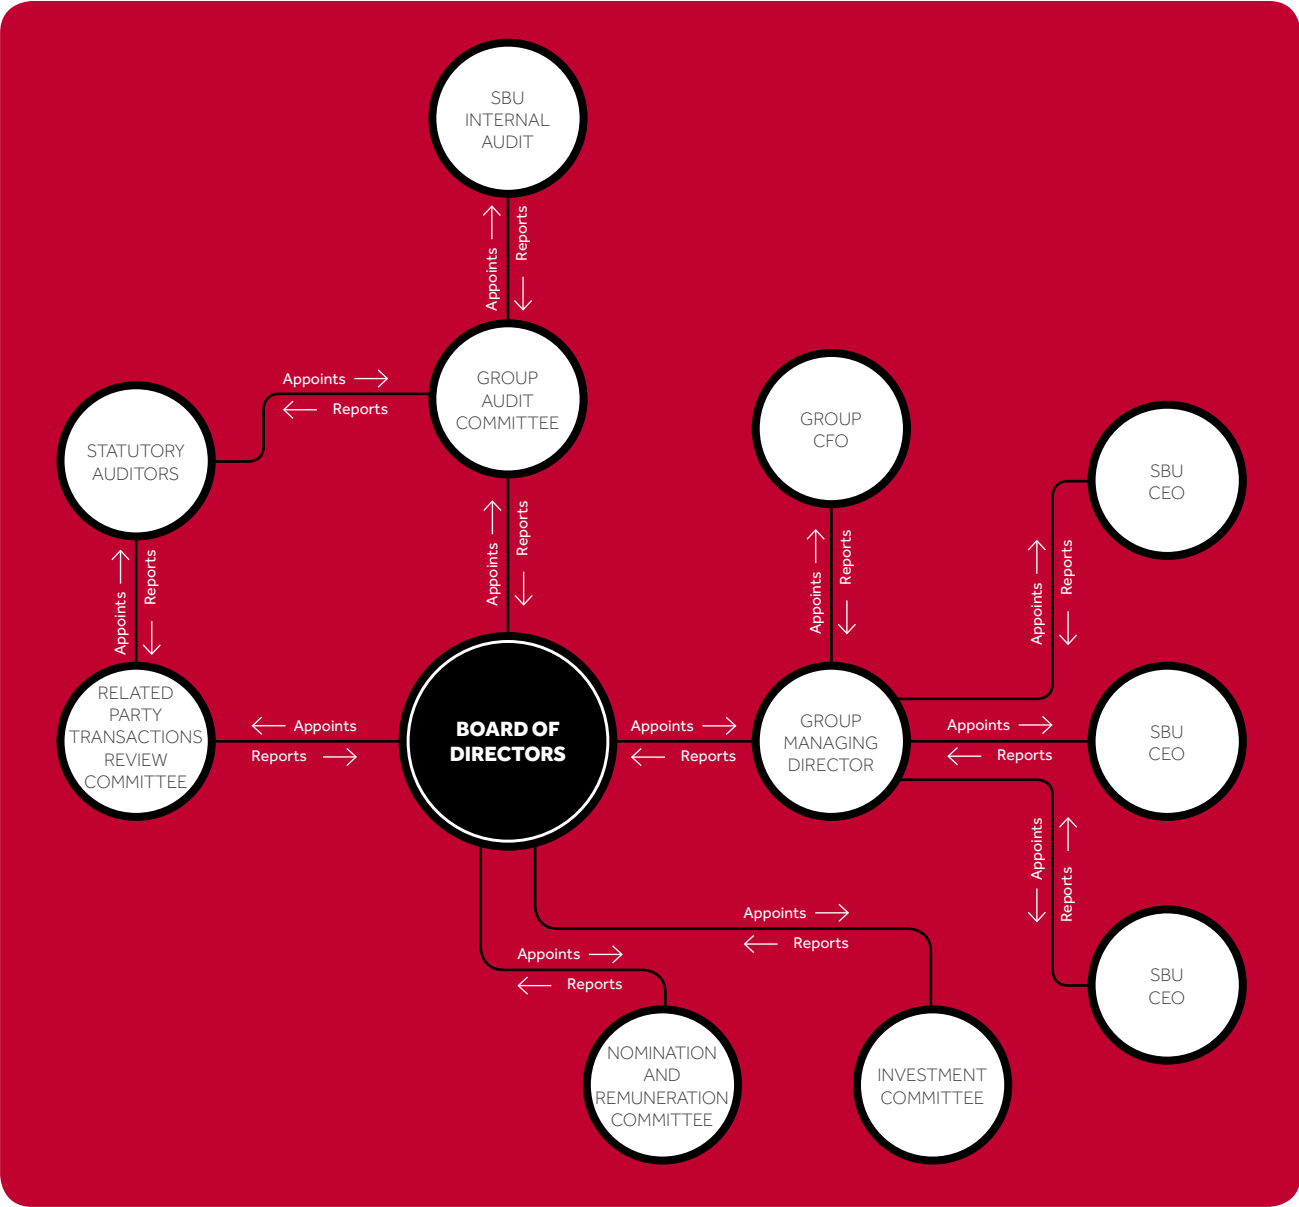 SBU
INTERNAL
AUDIT
Appoints
Reports
GROUP
AUDIT
COMMITTEE
Appoints
Reports
STATUTORY
AUDITORS
Appoints
Reports
GROUP
CFO
SBU
CEO
Appoints
Reports
Appoints
Reports
Appoints
Reports
Appoints
Reports
RELATED
PARTY
TRANSACTIONS
REVIEW
COMMITTEE
Appoints
Reports
BOARD OF
DIRECTORS
Appoints
Reports
GROUP
MANAGING
DIRECTOR
Appoints
Reports
SBU
CEO
Appoints
Reports
Appoints
Reports
Appoints
Reports
SBU
CEO
NOMINATION
AND
REMUNERATION
COMMITTEE
INVESTMENT
COMMITTEE